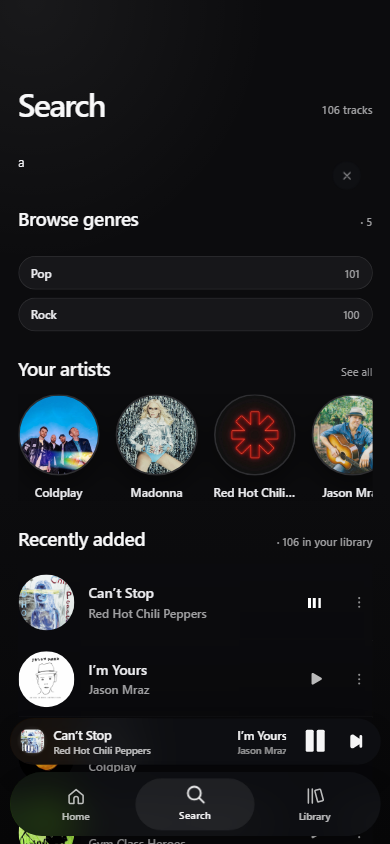 Search
106 tracks
a
Browse genres
· 5
Pop
101
Rock
100
Your artists
See all
Coldplay
Madonna
Red Hot Chili...
Jason Mra
Recently added
· 106 in your library
Can't Stop
Red Hot Chili Peppers
I'm Yours
Jason Mraz
Can't Stop
Red Hot Chili Peppers
I'm Yours
Jason Mraz
Coldplay
Home
Search
Library
Gym Class Heroes